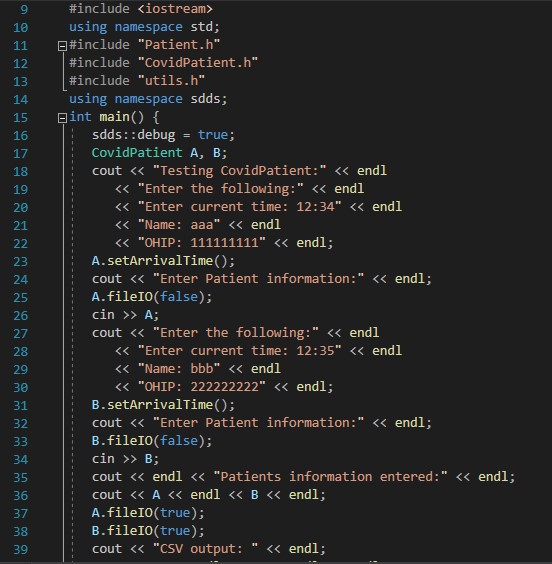 9 #include <iostream>
10 using namespace std;
11 #include "Patient.h"
12 #include "CovidPatient.h"
13 #include "utils.h"
14 using namespace sdds;
15 int main() {
16 sdds::debug = true;
17 CovidPatient A, B;
18 cout << "Testing CovidPatient:" << endl
19 << "Enter the following:" << endl
20 << "Enter current time: 12:34" << endl
21 << "Name: aaa" << endl
22 << "OHIP: 111111111" << endl;
23 A.setArrivalTime();
24 cout << "Enter Patient information:" << endl;
25 A.fileIO(false);
26 cin >> A;
27 cout << "Enter the following:" << endl
28 << "Enter current time: 12:35" << endl
29 << "Name: bbb" << endl
30 << "OHIP: 222222222" << endl;
31 B.setArrivalTime();
32 cout << "Enter Patient information:" << endl;
33 B.fileIO(false);
34 cin >> B;
35 cout << endl << "Patients information entered:" << endl;
36 cout << A << endl << B << endl;
37 A.fileIO(true);
38 B.fileIO(true);
39 cout << "CSV output: " << endl;